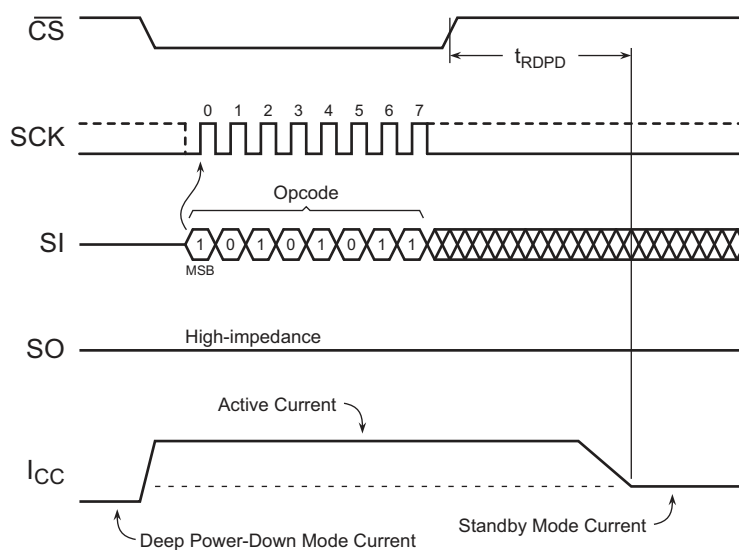 CS
tRDPD
SCK
0 1 2 3 4 5 6 7
Opcode
SI
1 0 1 0 1 0 1 1
MSB
SO
High-impedance
Active Current
ICC
Deep Power-Down Mode Current
Standby Mode Current